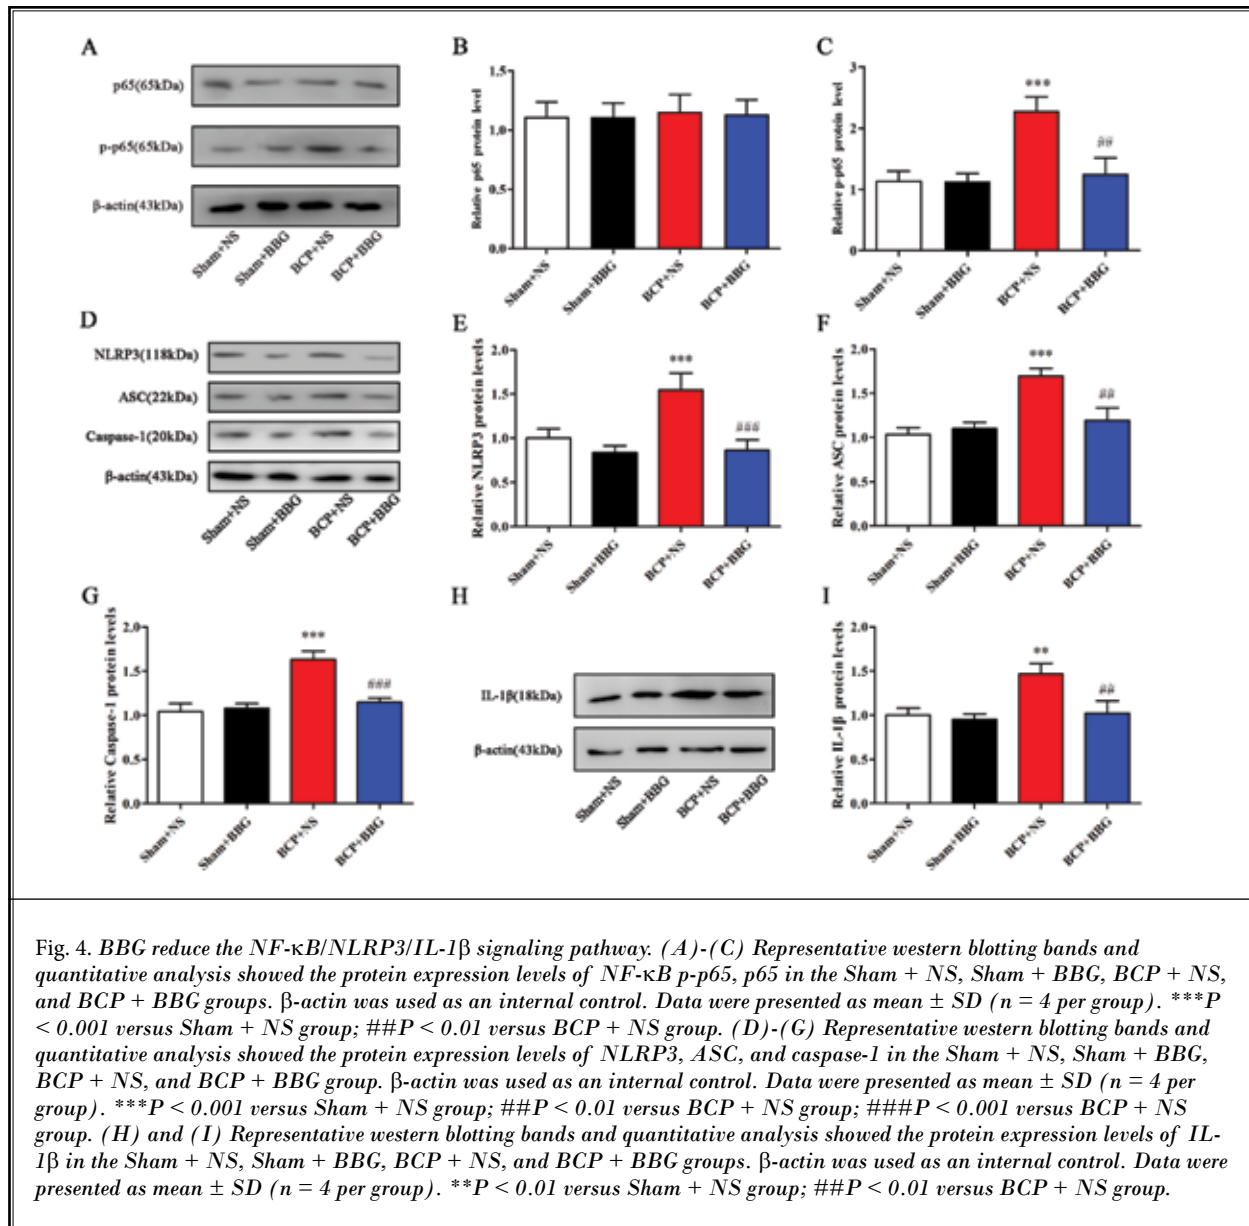 A
p65(65kDa)
p-p65(65kDa)
β-actin(43kDa)
Sham+NS
Sham+BBG
BCP+NS
BCP+BBG
B
Relative p65 protein level
1.5
1.0
0.5
0.0
Sham+NS
Sham+BBG
BCP+NS
BCP+BBG
C
Relative p-p65 protein level
3
2
1
0
***
##
Sham+NS
Sham+BBG
BCP+NS
BCP+BBG
D
NLRP3(118kDa)
ASC(22kDa)
Caspase-1(20kDa)
β-actin(43kDa)
Sham+NS
Sham+BBG
BCP+NS
BCP+BBG
E
Relative NLRP3 protein levels
2.0
1.5
1.0
0.5
0.0
***
###
Sham+NS
Sham+BBG
BCP+NS
BCP+BBG
F
Relative ASC protein levels
2.0
1.5
1.0
0.5
0.0
***
##
Sham+NS
Sham+BBG
BCP+NS
BCP+BBG
G
Relative Caspase-1 protein levels
2.0
1.5
1.0
0.5
0.0
***
###
Sham+NS
Sham+BBG
BCP+NS
BCP+BBG
H
IL-1β(18kDa)
β-actin(43kDa)
Sham+NS
Sham+BBG
BCP+NS
BCP+BBG
I
Relative IL-1β protein levels
2.0
1.5
1.0
0.5
0.0
**
##
Sham+NS
Sham+BBG
BCP+NS
BCP+BBG
Fig. 4. BBG reduce the NF-κB/NLRP3/IL-1β signaling pathway. (A)-(C) Representative western blotting bands and
quantitative analysis showed the protein expression levels of NF-κB p-p65, p65 in the Sham + NS, Sham + BBG, BCP + NS,
and BCP + BBG groups. β-actin was used as an internal control. Data were presented as mean ± SD (n = 4 per group). ***P
< 0.001 versus Sham + NS group; ##P < 0.01 versus BCP + NS group. (D)-(G) Representative western blotting bands and
quantitative analysis showed the protein expression levels of NLRP3, ASC, and caspase-1 in the Sham + NS, Sham + BBG,
BCP + NS, and BCP + BBG group. β-actin was used as an internal control. Data were presented as mean ± SD (n = 4 per
group). ***P < 0.001 versus Sham + NS group; ##P < 0.01 versus BCP + NS group; ###P < 0.001 versus BCP + NS
group. (H) and (I) Representative western blotting bands and quantitative analysis showed the protein expression levels of IL-
1β in the Sham + NS, Sham + BBG, BCP + NS, and BCP + BBG groups. β-actin was used as an internal control. Data were
presented as mean ± SD (n = 4 per group). **P < 0.01 versus Sham + NS group; ##P < 0.01 versus BCP + NS group.